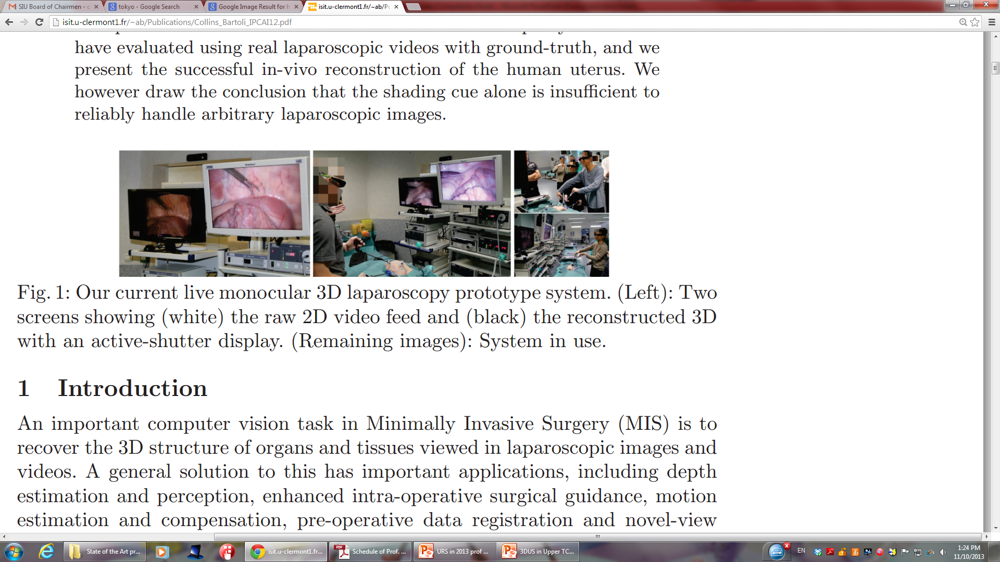 SIU Board of Chairmen - c
tokyo - Google Search
Google Image Result for h
isit.u-clermont1.fr/~ab/Pu
isit.u-clermont1.fr/~ab/Publications/Collins_Bartoli_IPCAI12.pdf
have evaluated using real laparoscopic videos with ground-truth, and we
present the successful in-vivo reconstruction of the human uterus. We
however draw the conclusion that the shading cue alone is insufficient to
reliably handle arbitrary laparoscopic images.
HD
Fig. 1: Our current live monocular 3D laparoscopy prototype system. (Left): Two
screens showing (white) the raw 2D video feed and (black) the reconstructed 3D
with an active-shutter display. (Remaining images): System in use.
1 Introduction
An important computer vision task in Minimally Invasive Surgery (MIS) is to
recover the 3D structure of organs and tissues viewed in laparoscopic images and
videos. A general solution to this has important applications, including depth
estimation and perception, enhanced intra-operative surgical guidance, motion
estimation and compensation, pre-operative data registration and novel-view
State of the Art pr...
isit.u-clermont1.fr...
PDF
Schedule of Prof. ...
URS in 2013 prof ...
3DUS in Upper TC...
EN
1:24 PM
11/10/2013